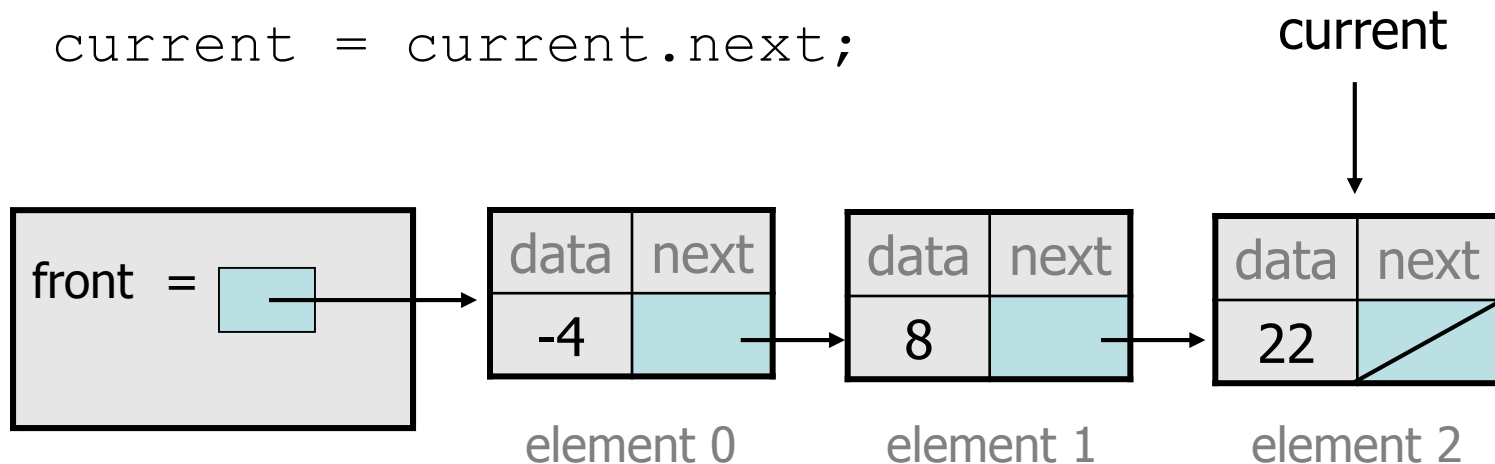 current = current.next;
current
front =
data next
-4
data next
8
data next
22
element 0
element 1
element 2